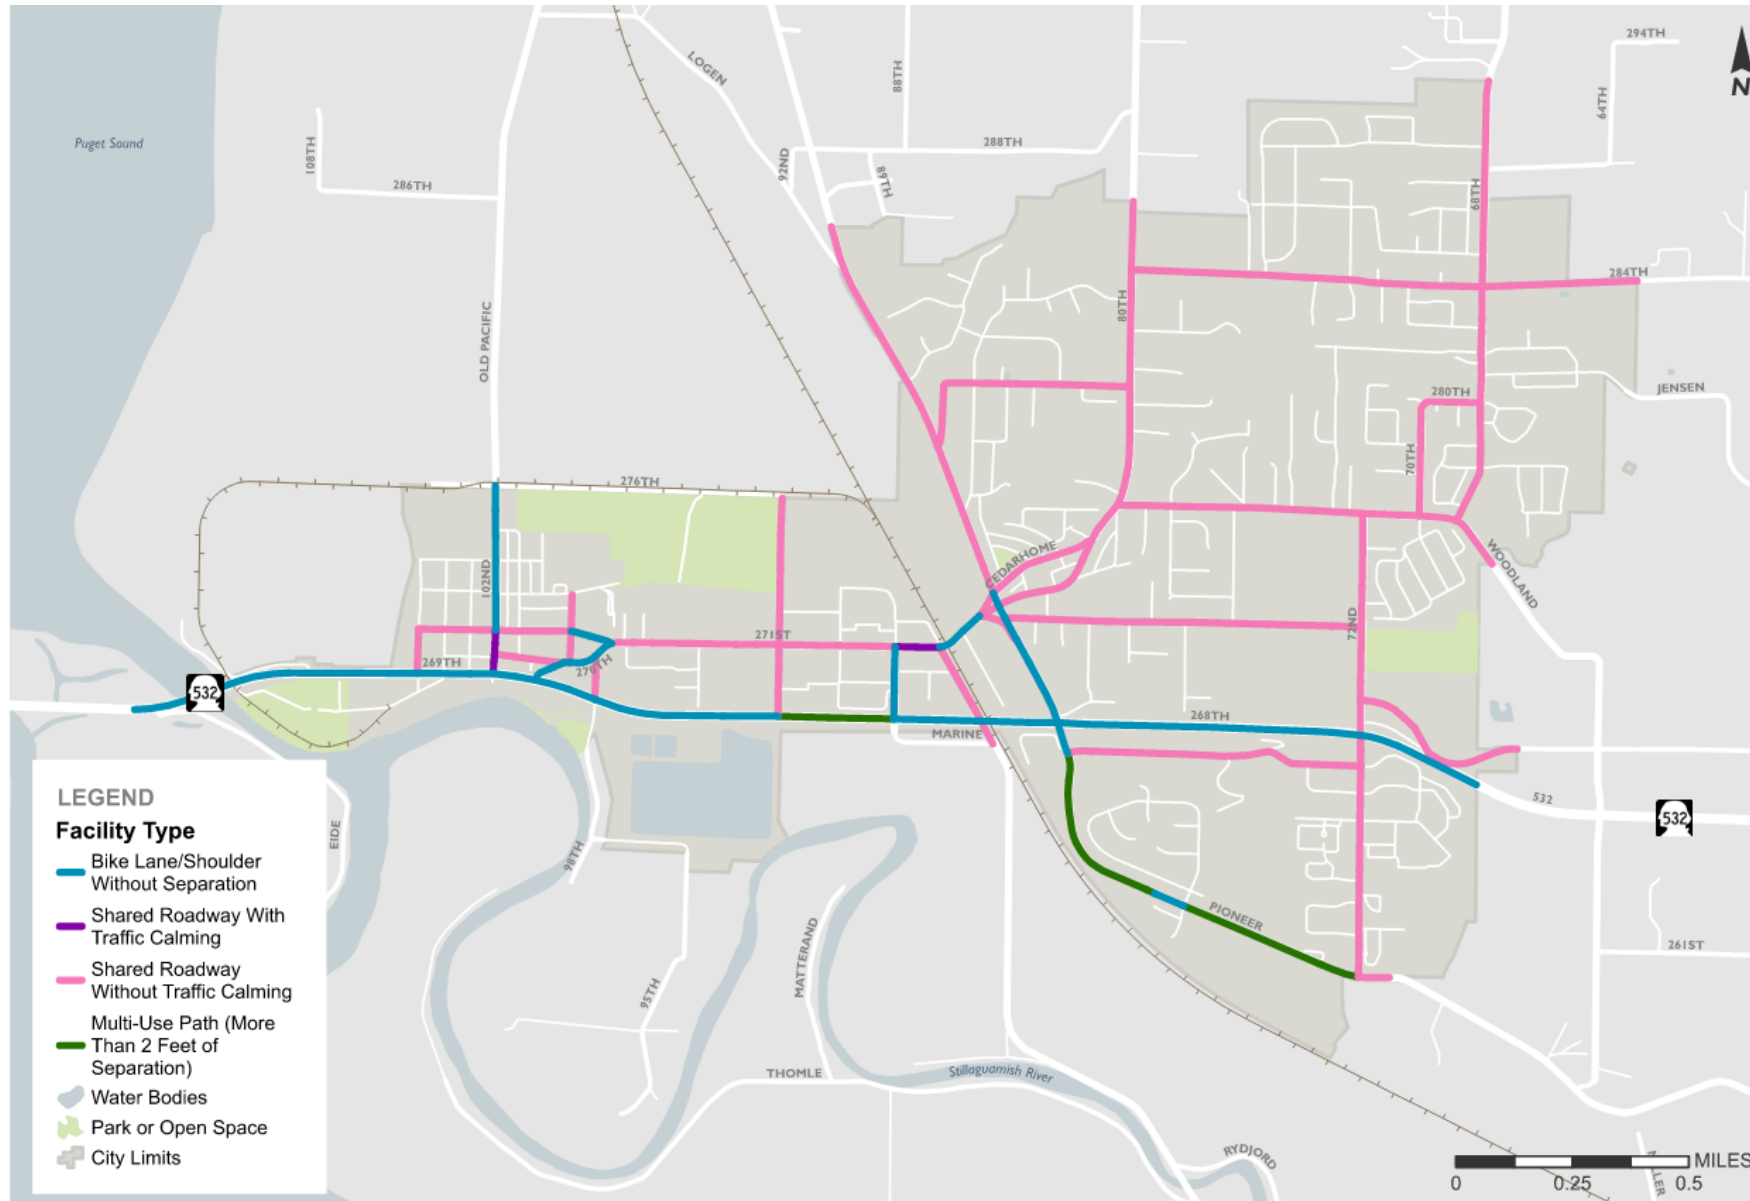 294TH
N
LOGEN
88TH
64TH
Puget Sound
108TH
288TH
92ND
89TH
286TH
68TH
284TH
80TH
OLD PACIFIC
JENSEN
280TH
70TH
276TH
CEDARHOME
WOODLAND
102ND
271ST
72ND
269TH
270TH
532
268TH
MARINE
532
532
EIDE
98TH
PIONEER
MATTERAND
261ST
95TH
THOMLE
Stillaguamish River
RYDJORD
LEGEND
Facility Type
Bike Lane/Shoulder
Without Separation
Shared Roadway With
Traffic Calming
Shared Roadway
Without Traffic Calming
Multi-Use Path (More
Than 2 Feet of
Separation)
Water Bodies
Park or Open Space
City Limits
MILES
0
0.25
0.5